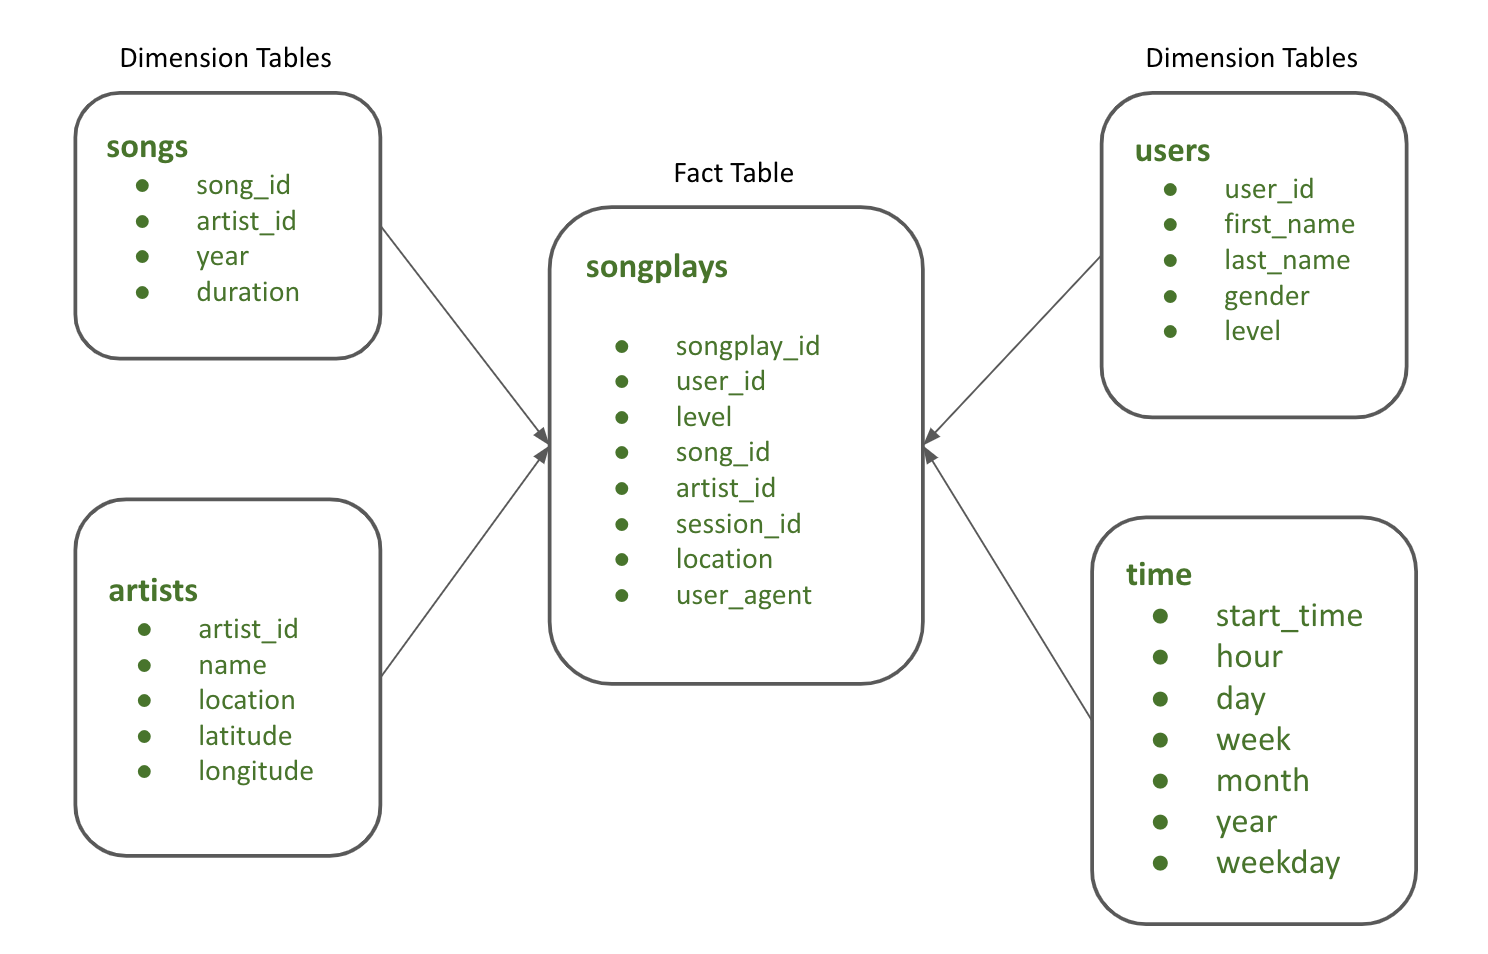 Dimension Tables
songs
● song_id
● artist_id
● year
● duration
artists
● artist_id
● name
● location
● latitude
● longitude
Fact Table
songplays
● songplay_id
● user_id
● level
● song_id
● artist_id
● session_id
● location
● user_agent
Dimension Tables
users
● user_id
● first_name
● last_name
● gender
● level
time
● start_time
● hour
● day
● week
● month
● year
● weekday